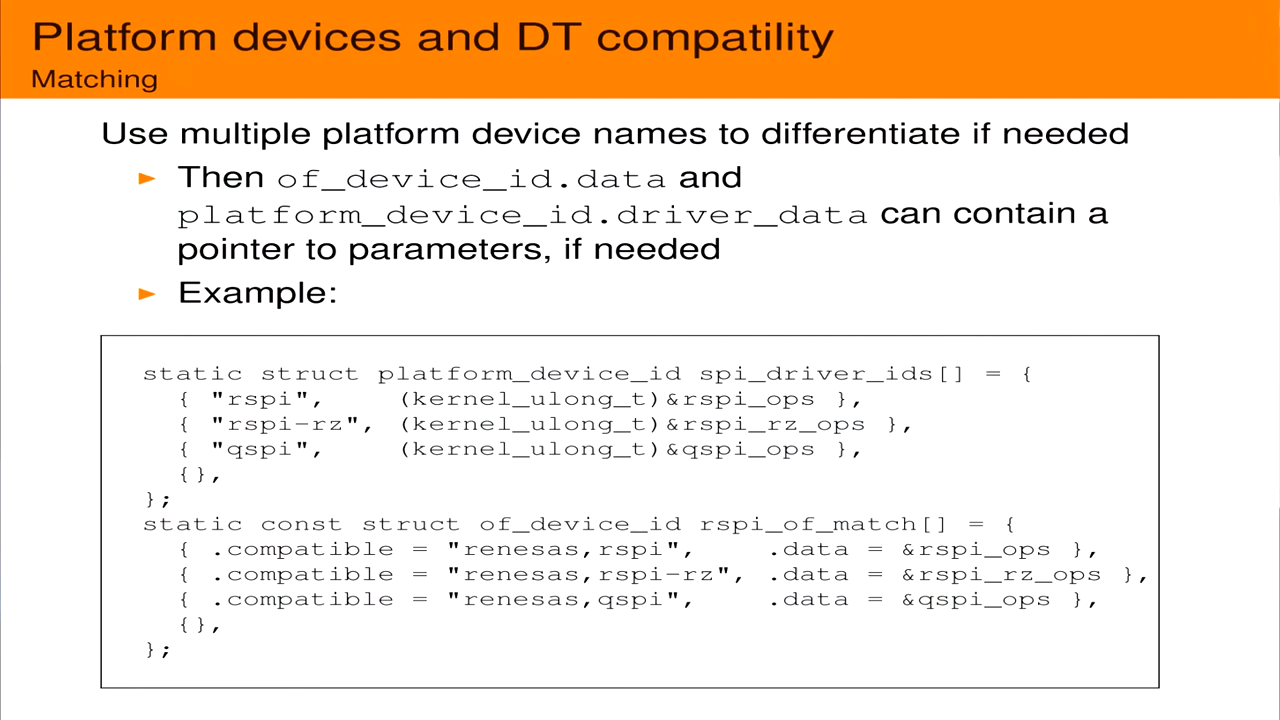 Platform devices and DT compatility
Matching
Use multiple platform device names to differentiate if needed
► Then of_device_id.data and
platform_device_id.driver_data can contain a
pointer to parameters, if needed
► Example:
static struct platform_device_id spi_driver_ids[] = {
  { "rspi",    (kernel_ulong_t)&rspi_ops },
  { "rspi-rz", (kernel_ulong_t)&rspi_rz_ops },
  { "qspi",    (kernel_ulong_t)&qspi_ops },
  {},
};
static const struct of_device_id rspi_of_match[] = {
  { .compatible = "renesas,rspi",    .data = &rspi_ops },
  { .compatible = "renesas,rspi-rz", .data = &rspi_rz_ops },
  { .compatible = "renesas,qspi",    .data = &qspi_ops },
  {},
};